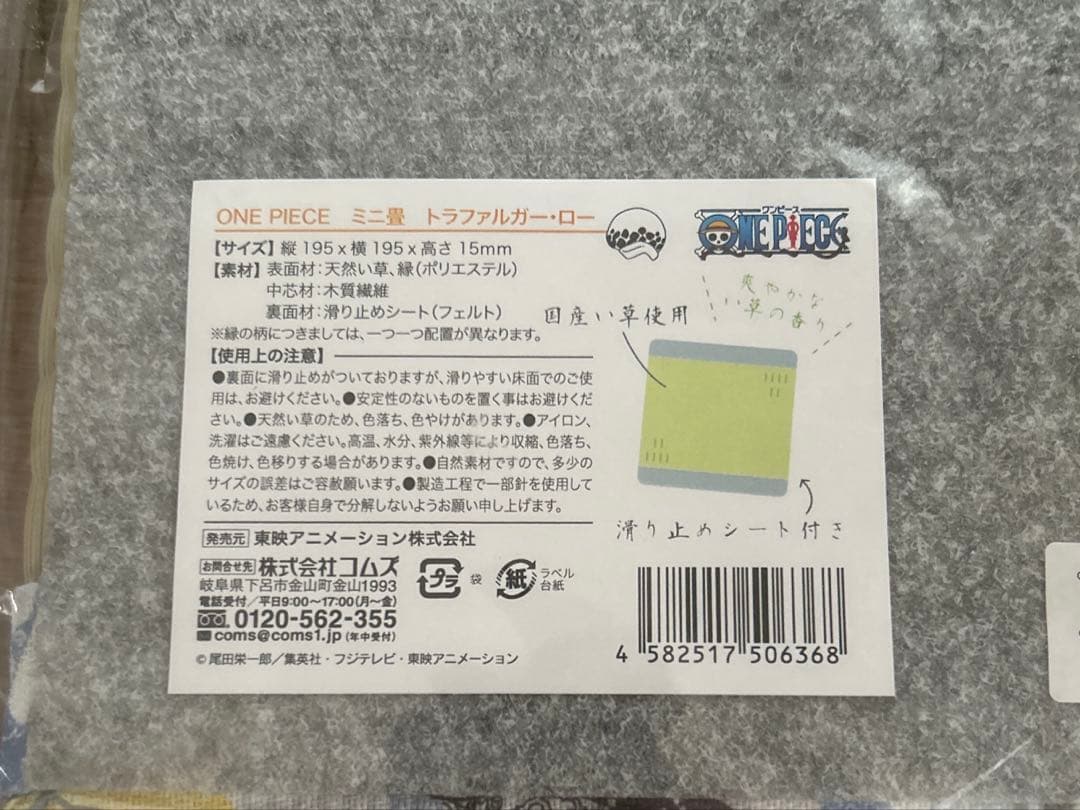 ONE PIECE ミニ畳 トラファルガー・ロー
ワンピース
ONE PIECE
【サイズ】縦 195 x 横 195 x 高さ 15mm
【素材】表面材:天然い草、縁(ポリエステル)
中芯材:木質繊維
裏面材:滑り止めシート(フェルト)
※縁の柄につきましては、一つ一つ配置が異なります。
【使用上の注意】
●裏面に滑り止めがついておりますが、滑りやすい床面でのご使
用は、お避けください。●安定性のないものを置く事はお避けくだ
さい。●天然い草のため、色落ち、色やけがあります。●アイロン、
洗濯はご遠慮ください。高温、水分、紫外線等により収縮、色落ち、
色焼け、色移りする場合があります。●自然素材ですので、多少の
サイズの誤差はご容赦願います。●製造工程で一部針を使用して
いるため、お客様自身で分解しないようお願い申し上げます。
爽やかな
い草の香り
国産い草使用
滑り止めシート付き
発売元 東映アニメーション株式会社
お問合せ先 株式会社コムズ
岐阜県下呂市金山町金山1993
電話受付/平日9:00〜17:00(月〜金)
0120-562-355
coms@coms1.jp (年中受付)
プラ 袋
紙 ラベル
台紙
©尾田栄一郎/集英社・フジテレビ・東映アニメーション
4 582517 506368